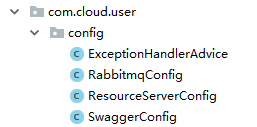 com.cloud.user
config
ExceptionHandlerAdvice
RabbitmqConfig
ResourceServerConfig
SwaggerConfig